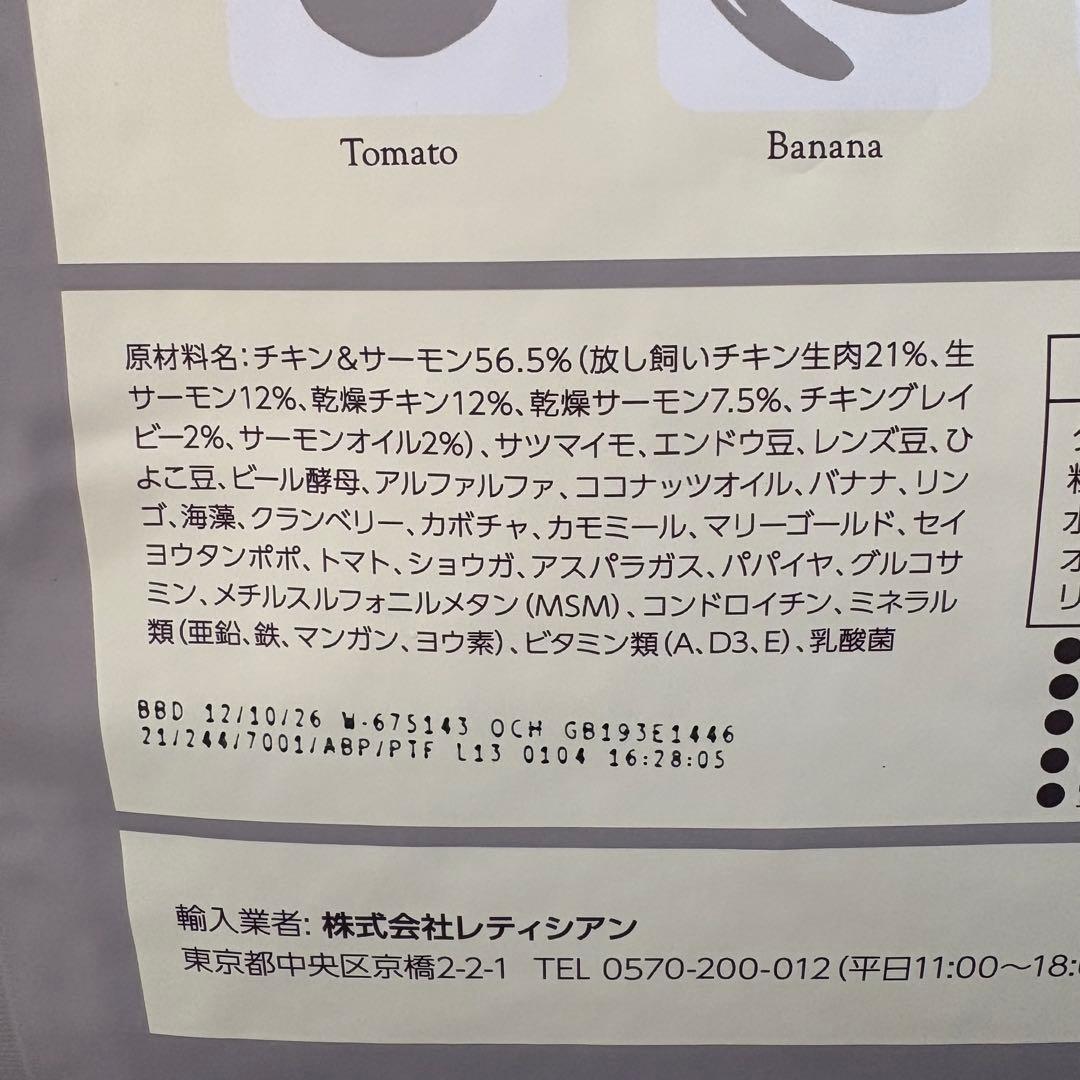 Tomato
Banana
原材料名:チキン&サーモン56.5%(放し飼いチキン生肉21%、生
サーモン12%、乾燥チキン12%、乾燥サーモン7.5%、チキングレイ
ビー2%、サーモンオイル2%)、サツマイモ、エンドウ豆、レンズ豆、ひ
よこ豆、ビール酵母、アルファルファ、ココナッツオイル、バナナ、リン
ゴ、海藻、クランベリー、カボチャ、カモミール、マリーゴールド、セイ
ヨウタンポポ、トマト、ショウガ、アスパラガス、パパイヤ、グルコサ
ミン、メチルスルフォニルメタン(MSM)、コンドロイチン、ミネラル
類(亜鉛、鉄、マンガン、ヨウ素)、ビタミン類(A、D3、E)、乳酸菌
BBD 12/10/26 W-675143 OCH GB193E1446
21/244/7001/ABP/PTF L13 0104 16:28:05
輸入業者: 株式会社レティシアン
東京都中央区京橋2-2-1 TEL 0570-200-012(平日11:00〜18: